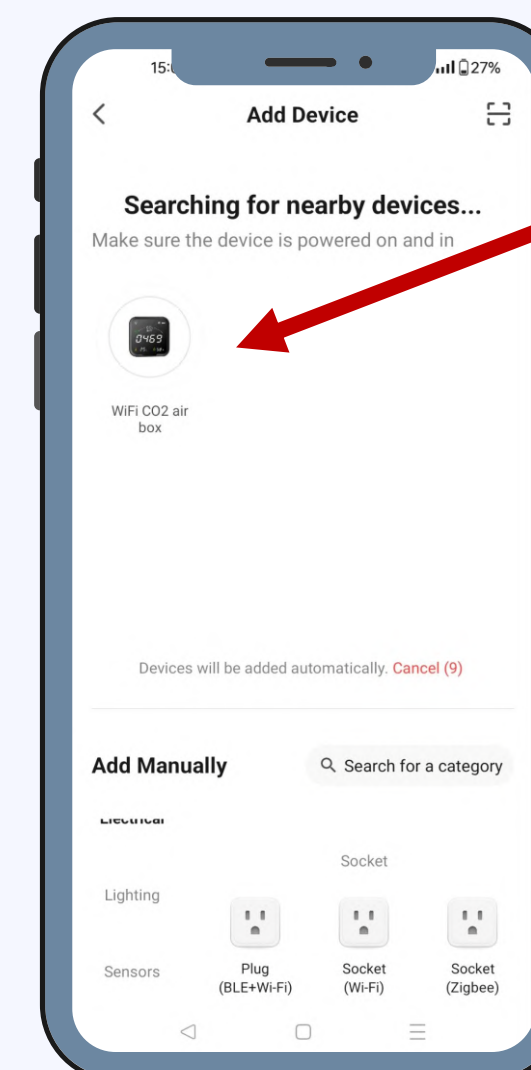 27%
Add Device
Searching for nearby devices...
Make sure the device is powered on and in
0469
WiFi CO2 air
box
Devices will be added automatically. Cancel (9)
Add Manually
Search for a category
Electrical
Socket
Lighting
Sensors
Plug
(BLE+Wi-Fi)
Socket
(Wi-Fi)
Socket
(Zigbee)